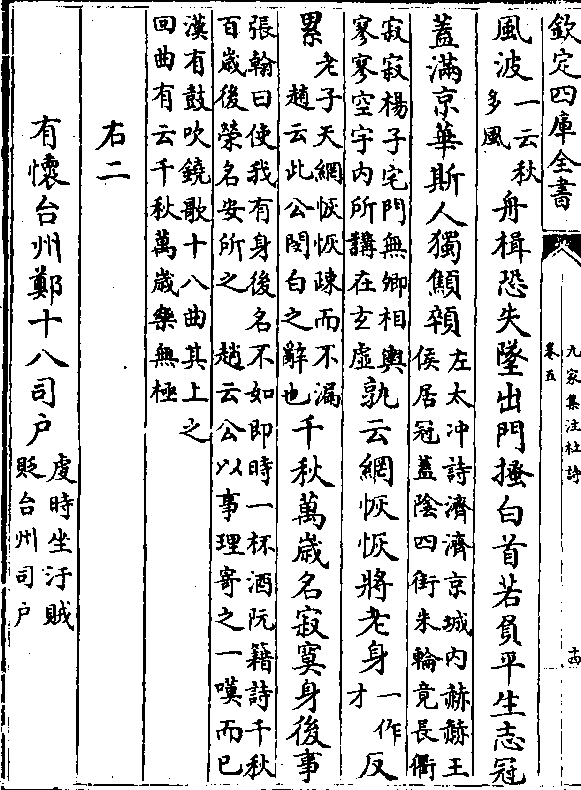 欽定四庫全書
九家集注杜詩
卷五
十四
風波一云秋多風舟楫恐失墜出門搔白首若負平生志冠
蓋滿京華斯人獨顦顇左太冲詩濟濟京城内赫赫王侯居冠蓋陰四街朱輪竟長衢
寂寂楊子宅門無卿相輿寥寥空宇内所講在玄虛孰云網恢恢將老身一作才反
累老子天網恢恢疎而不漏趙云此公閔白之辭也千秋萬歲名寂寞身後事
張翰曰使我有身後名不如即時一杯酒阮籍詩千秋百歲後榮名安所之 趙云公以事理寄之一嘆而已
漢有鼓吹鐃歌十八曲其上之回曲有云千秋萬歲樂無極
右二
有懷台州鄭十八司户虔時坐汙賊貶台州司户